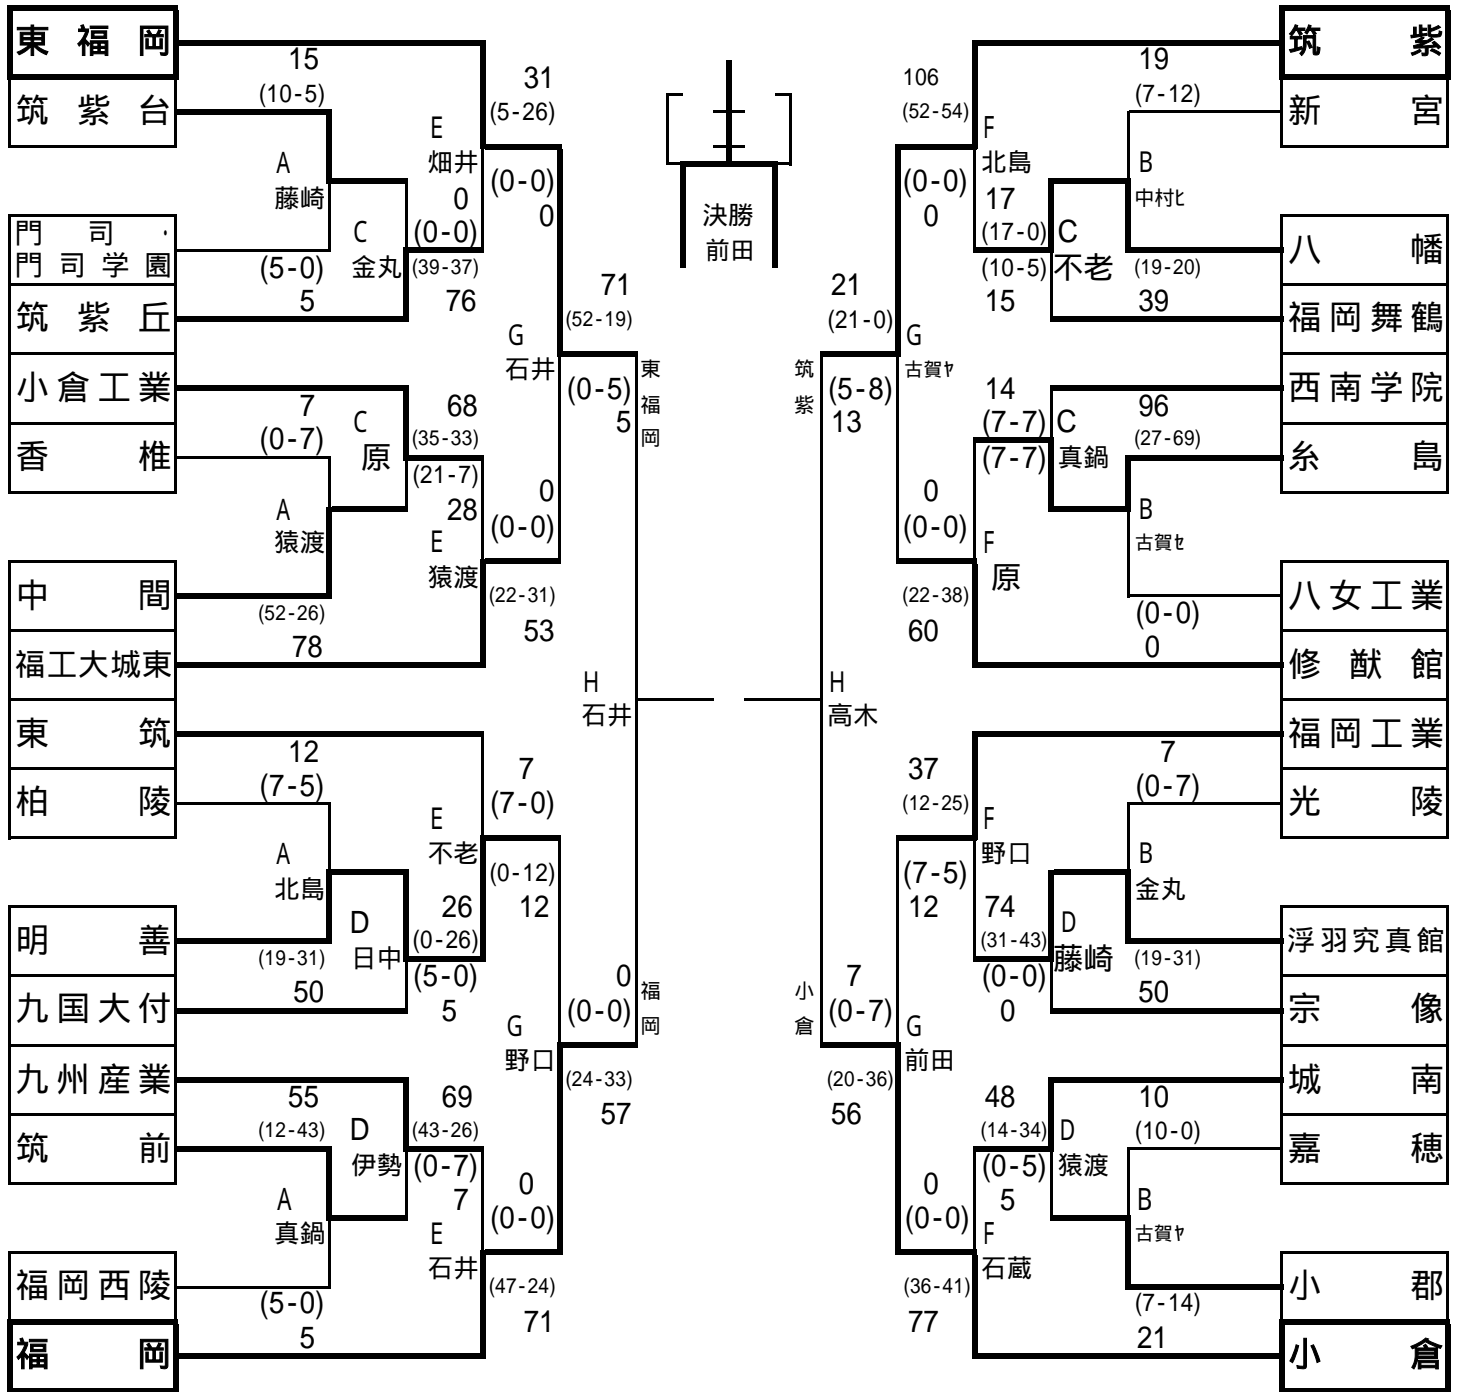 東福岡
筑紫台
門司・
門司学園
筑紫丘
小倉工業
香椎
中間
福工大城東
東筑
柏陵
明善
九国大付
九州産業
筑前
福岡西陵
福岡
15
(10-5)
A
藤崎
(5-0)
5
7
(0-7)
A
猿渡
(52-26)
78
12
(7-5)
A
北島
(19-31)
50
55
(12-43)
A
真鍋
(5-0)
5
C
金丸
0
(0-0)
(39-37)
76
C
原
68
(35-33)
(21-7)
28
D
日中
26
(0-26)
(5-0)
5
D
伊勢
69
(43-26)
(0-7)
7
E
畑井
31
(5-26)
(0-0)
0
E
猿渡
0
(0-0)
(22-31)
53
E
不老
7
(7-0)
(0-12)
12
E
石井
0
(0-0)
(47-24)
71
G
石井
71
(52-19)
(0-5)
5
東福岡
G
野口
0
(0-0)
福岡
(24-33)
57
H
石井
決勝
前田
H
高木
21
(21-0)
筑紫
(5-8)
13
G
古賀ヤ
7
(0-7)
小倉
(20-36)
56
G
前田
106
(52-54)
(0-0)
0
F
北島
0
(0-0)
(22-38)
60
F
原
37
(12-25)
(7-5)
12
F
野口
0
(0-0)
(36-41)
77
F
石蔵
17
(17-0)
(10-5)
15
C
不老
14
(7-7)
(7-7)
C
真鍋
74
(31-43)
(0-0)
0
D
藤崎
48
(14-34)
(0-5)
5
D
猿渡
19
(7-12)
B
中村ヒ
(19-20)
39
96
(27-69)
B
古賀セ
(0-0)
0
7
(0-7)
B
金丸
(19-31)
50
10
(10-0)
B
古賀ヤ
(7-14)
21
筑紫
新宮
八幡
福岡舞鶴
西南学院
糸島
八女工業
修猷館
福岡工業
光陵
浮羽究真館
宗像
城南
嘉穂
小郡
小倉